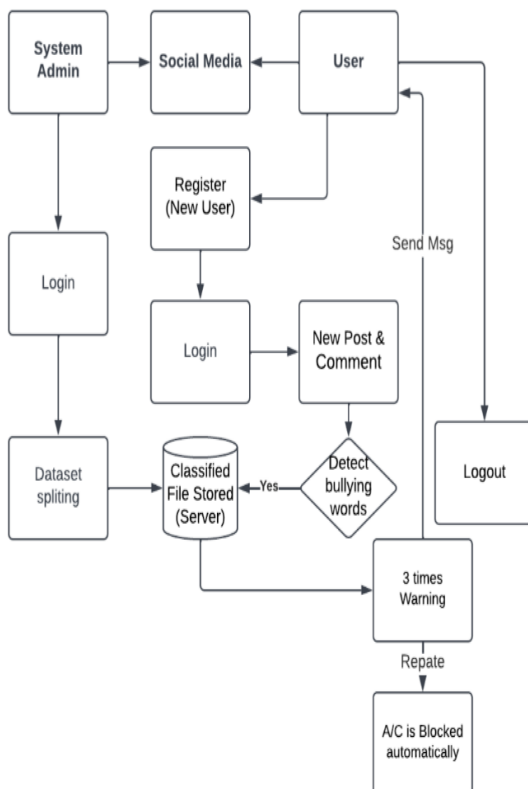 System
Admin
Social Media
User
Register
(New User)
Send Msg
Login
Login
New Post &
Comment
Dataset
spliting
Classified
File Stored
(Server)
Yes
Detect
bullying
words
Logout
3 times
Warning
Repate
A/C is Blocked
automatically